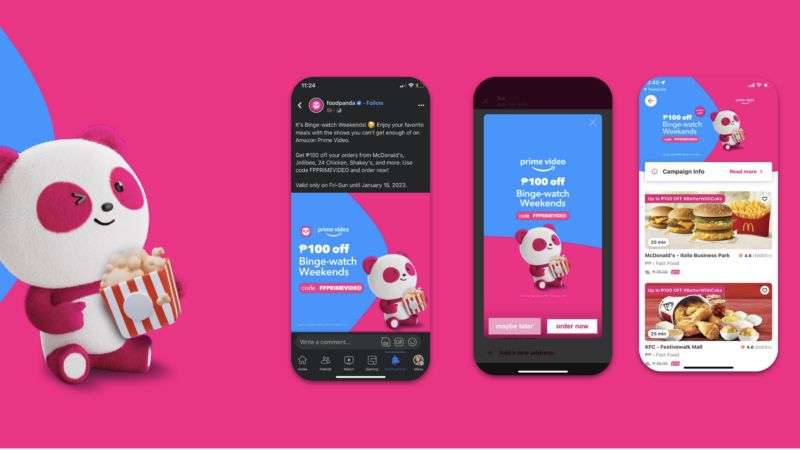 11:24
foodpanda · Follow
It's Binge-watch Weekends! Enjoy your favorite
meals with the shows you can't get enough of on
Amazon Prime Video.
Get ₱100 off your orders from McDonald's,
Jollibee, 24 Chicken, Shakey's, and more. Use
code FPPRIMEVIDEO and order now!
Valid only on Fri-Sun until January 15, 2023.
prime video
₱100 off
Binge-watch
Weekends
code FPPRIMEVIDEO
Write a comment...
GIF
Home
Friends
Watch
Gaming
Notifications
Menu
prime video
₱100 off
Binge-watch
Weekends
code FPPRIMEVIDEO
maybe later
order now
+ Add a new address
prime video
₱100 off
Binge-watch
Weekends
Campaign Info
Read more
Up to ₱100 OFF #BetterWithCoke
25 min
McDonald's - Iloilo Business Park
4.6
PP • Fast Food
Up to ₱100 OFF #BetterWithCoke
25 min
KFC - Festivewalk Mall
PP • Fast Food